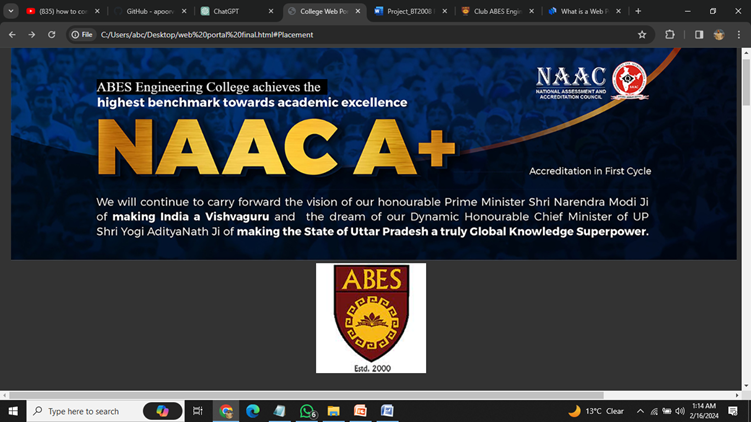 (835) how to co
GitHub - apoon
ChatGPT
College Web Po
Project_BT2008
Club ABES Engi
What is a Web F
File C:/Users/abc/Desktop/web%20portal%20final.html#Placement
NAAC
NATIONAL ASSESSMENT AND
ACCREDITATION COUNCIL
ABES Engineering College achieves the
highest benchmark towards academic excellence
NAAC A+
Accreditation in First Cycle
We will continue to carry forward the vision of our honourable Prime Minister Shri Narendra Modi Ji
of making India a Vishvaguru and the dream of our Dynamic Honourable Chief Minister of UP
Shri Yogi AdityaNath Ji of making the State of Uttar Pradesh a truly Global Knowledge Superpower.
ABES
Estd. 2000
Type here to search
6
13°C Clear
1:14 AM
2/16/2024